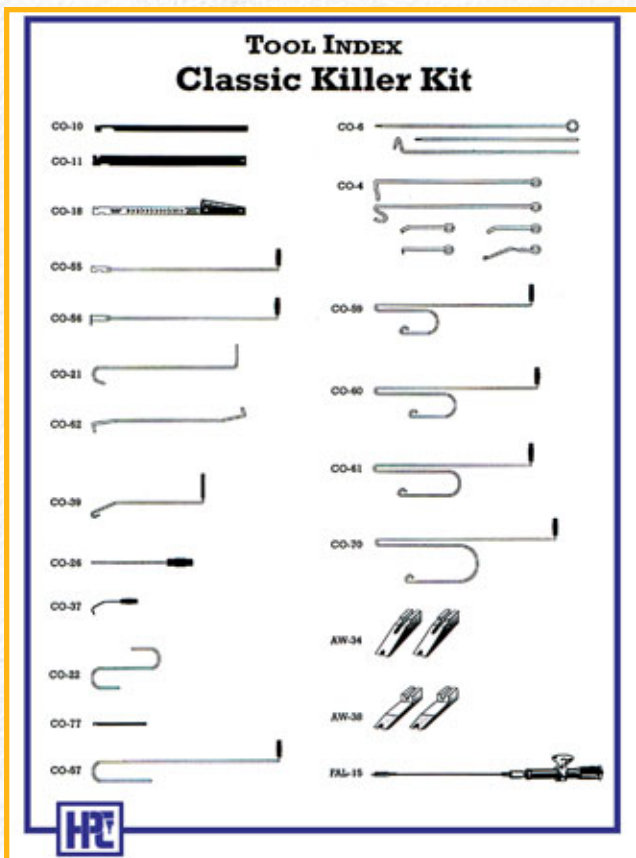 TOOL INDEX
Classic Killer Kit
CO-10
CO-11
CO-18
CO-55
CO-56
CO-21
CO-62
CO-39
CO-26
CO-37
CO-22
CO-77
CO-57
CO-6
CO-4
CO-59
CO-60
CO-61
CO-70
AW-34
AW-38
FAL-15
HPC